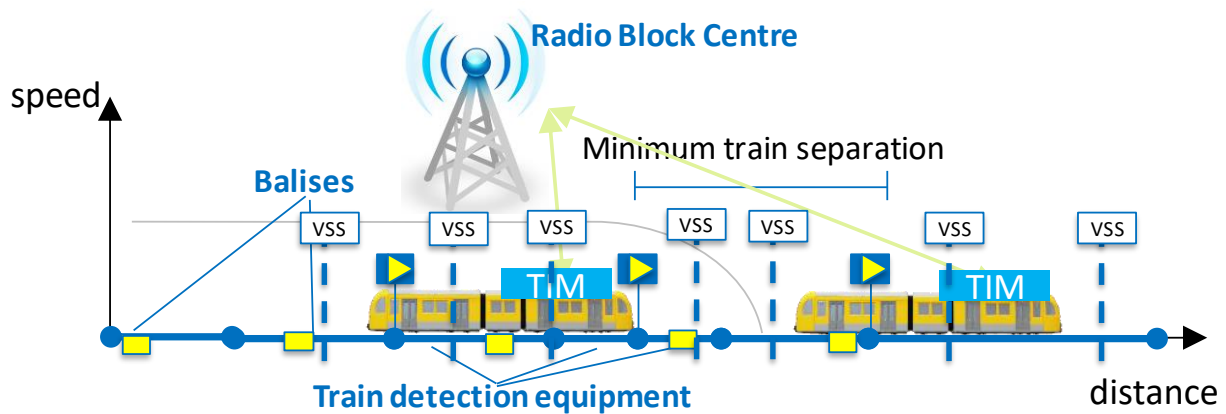 Radio Block Centre
speed
Minimum train separation
Balises
VSS
VSS
VSS
VSS
VSS
VSS
VSS
TIM
TIM
Train detection equipment
distance